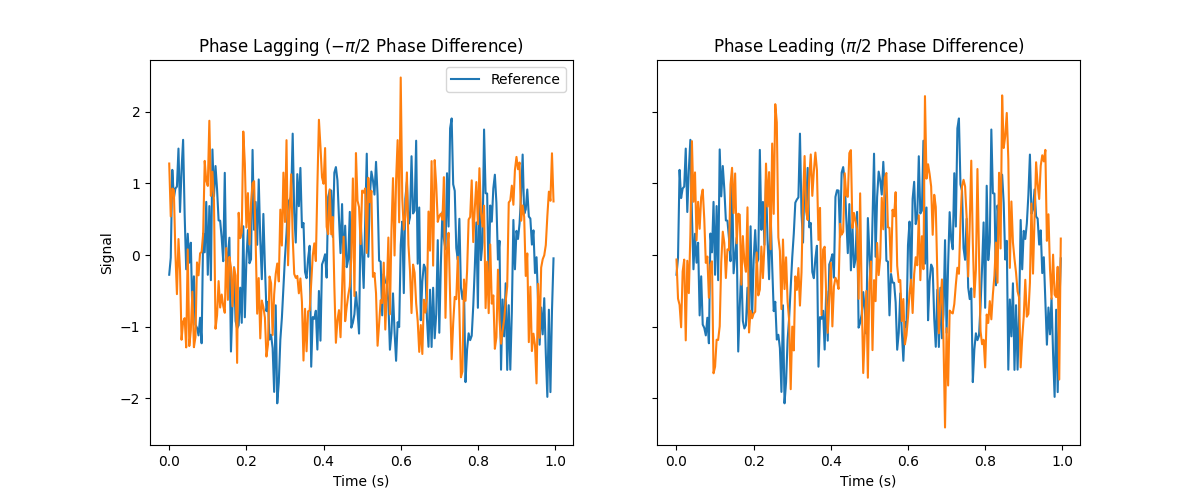 Phase Lagging (−π/2 Phase Difference)
Phase Leading (π/2 Phase Difference)
Reference
Signal
2
1
0
−1
−2
0.0 0.2 0.4 0.6 0.8 1.0
0.0 0.2 0.4 0.6 0.8 1.0
Time (s)
Time (s)